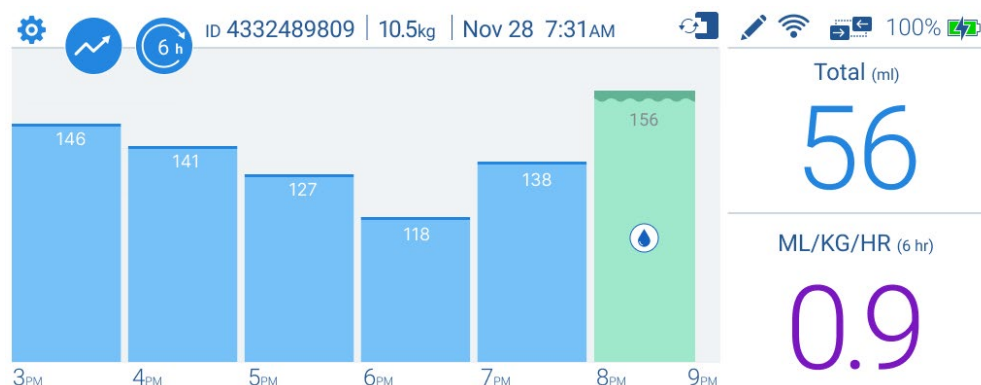 6 h
ID 4332489809 10.5kg Nov 28 7:31AM
100%
Total (ml)
56
ML/KG/HR (6 hr)
0.9
146
141
127
118
138
156
3PM 4PM 5PM 6PM 7PM 8PM 9PM